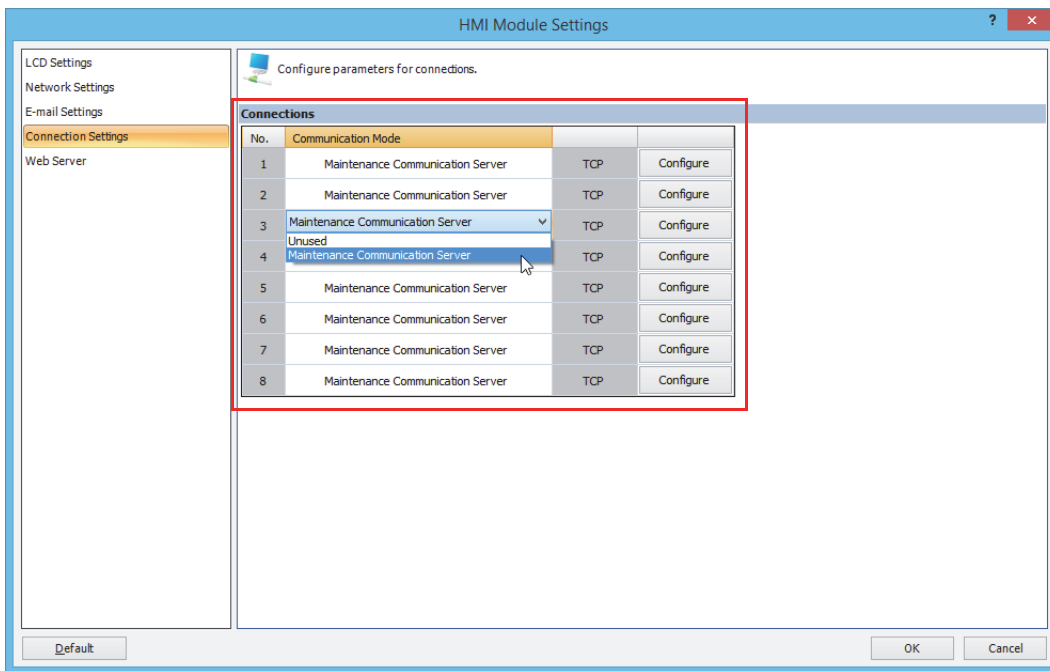 HMI Module Settings ?
LCD Settings
Network Settings
E-mail Settings
Connection Settings
Web Server
Configure parameters for connections.
Connections
No. Communication Mode
1 Maintenance Communication Server TCP Configure
2 Maintenance Communication Server TCP Configure
3 Maintenance Communication Server TCP Configure
Unused
Maintenance Communication Server
4 TCP Configure
5 Maintenance Communication Server TCP Configure
6 Maintenance Communication Server TCP Configure
7 Maintenance Communication Server TCP Configure
8 Maintenance Communication Server TCP Configure
Default OK Cancel